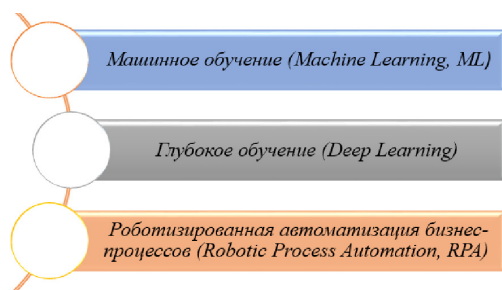 Машинное обучение (Machine Learning, ML)
Глубокое обучение (Deep Learning)
Роботизированная автоматизация бизнес-
процессов (Robotic Process Automation, RPA)